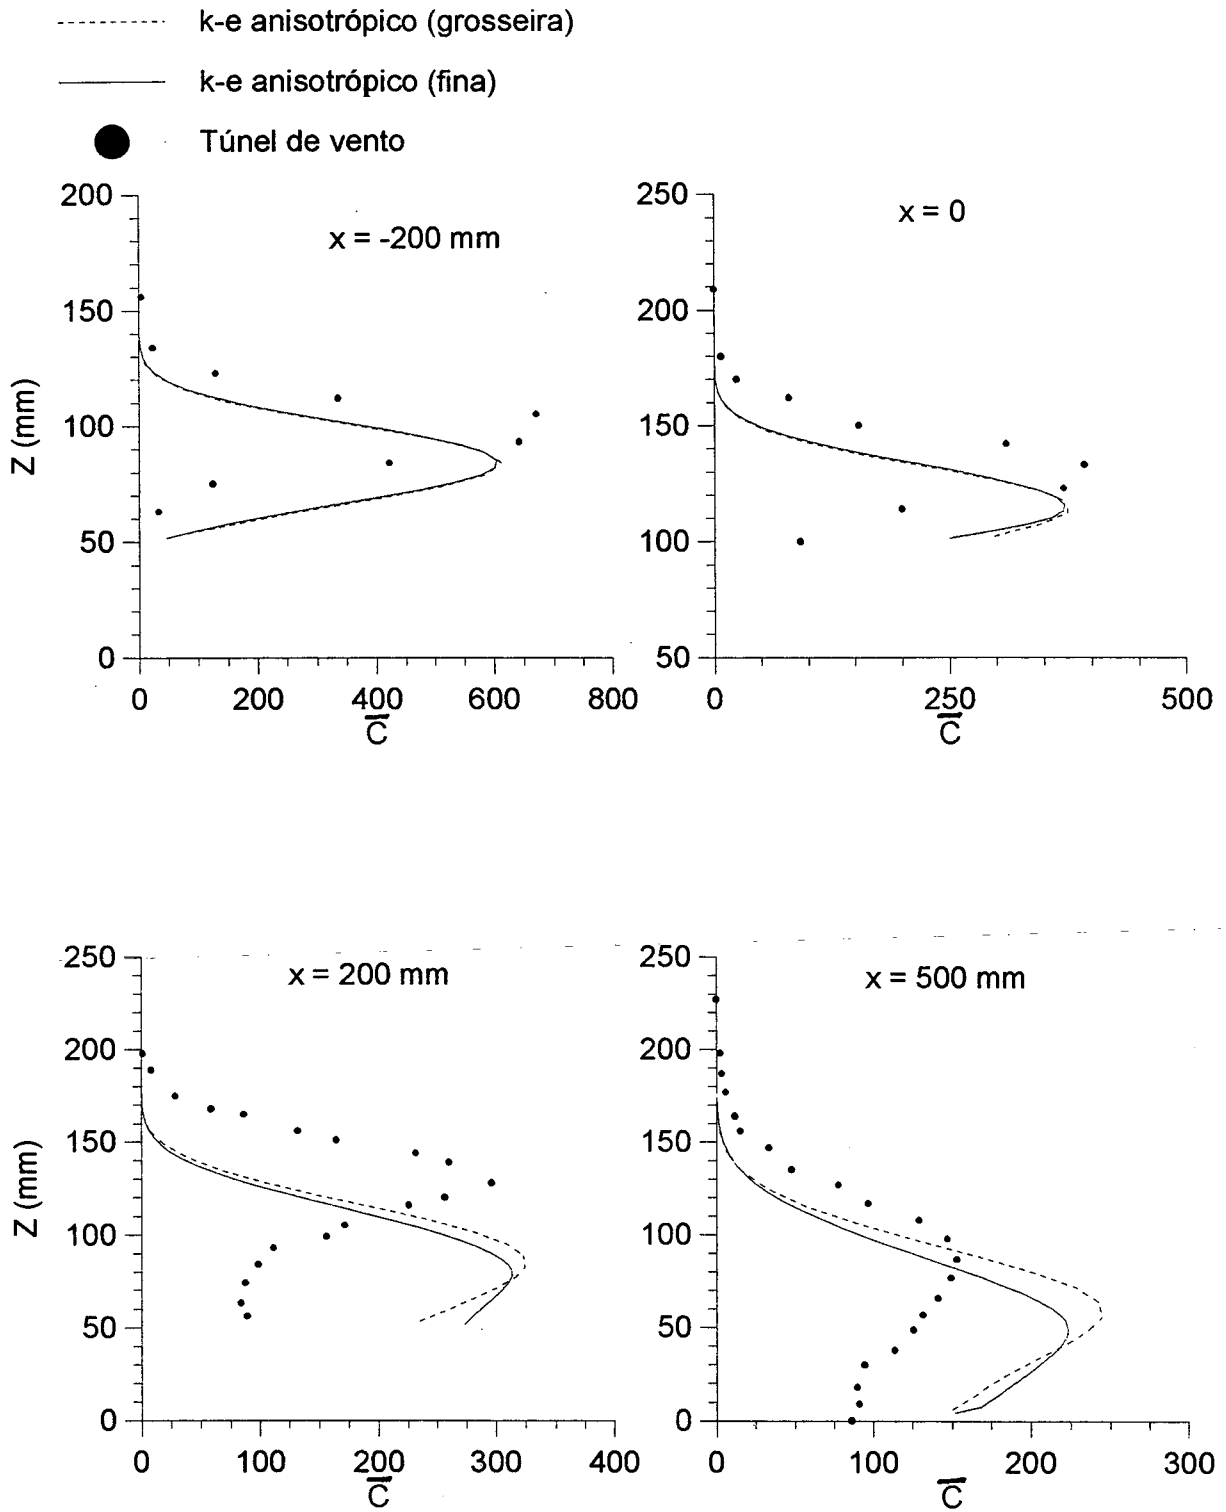 k-e anisotrópico (grosseira)
k-e anisotrópico (fina)
Túnel de vento
x = -200 mm
200
150
100
50
0
Z (mm)
0 200 400 600 800
C̅
x = 0
250
200
150
100
50
0 250 500
C̅
x = 200 mm
250
200
150
100
50
0
Z (mm)
0 100 200 300 400
C̅
x = 500 mm
250
200
150
100
50
0
0 100 200 300
C̅